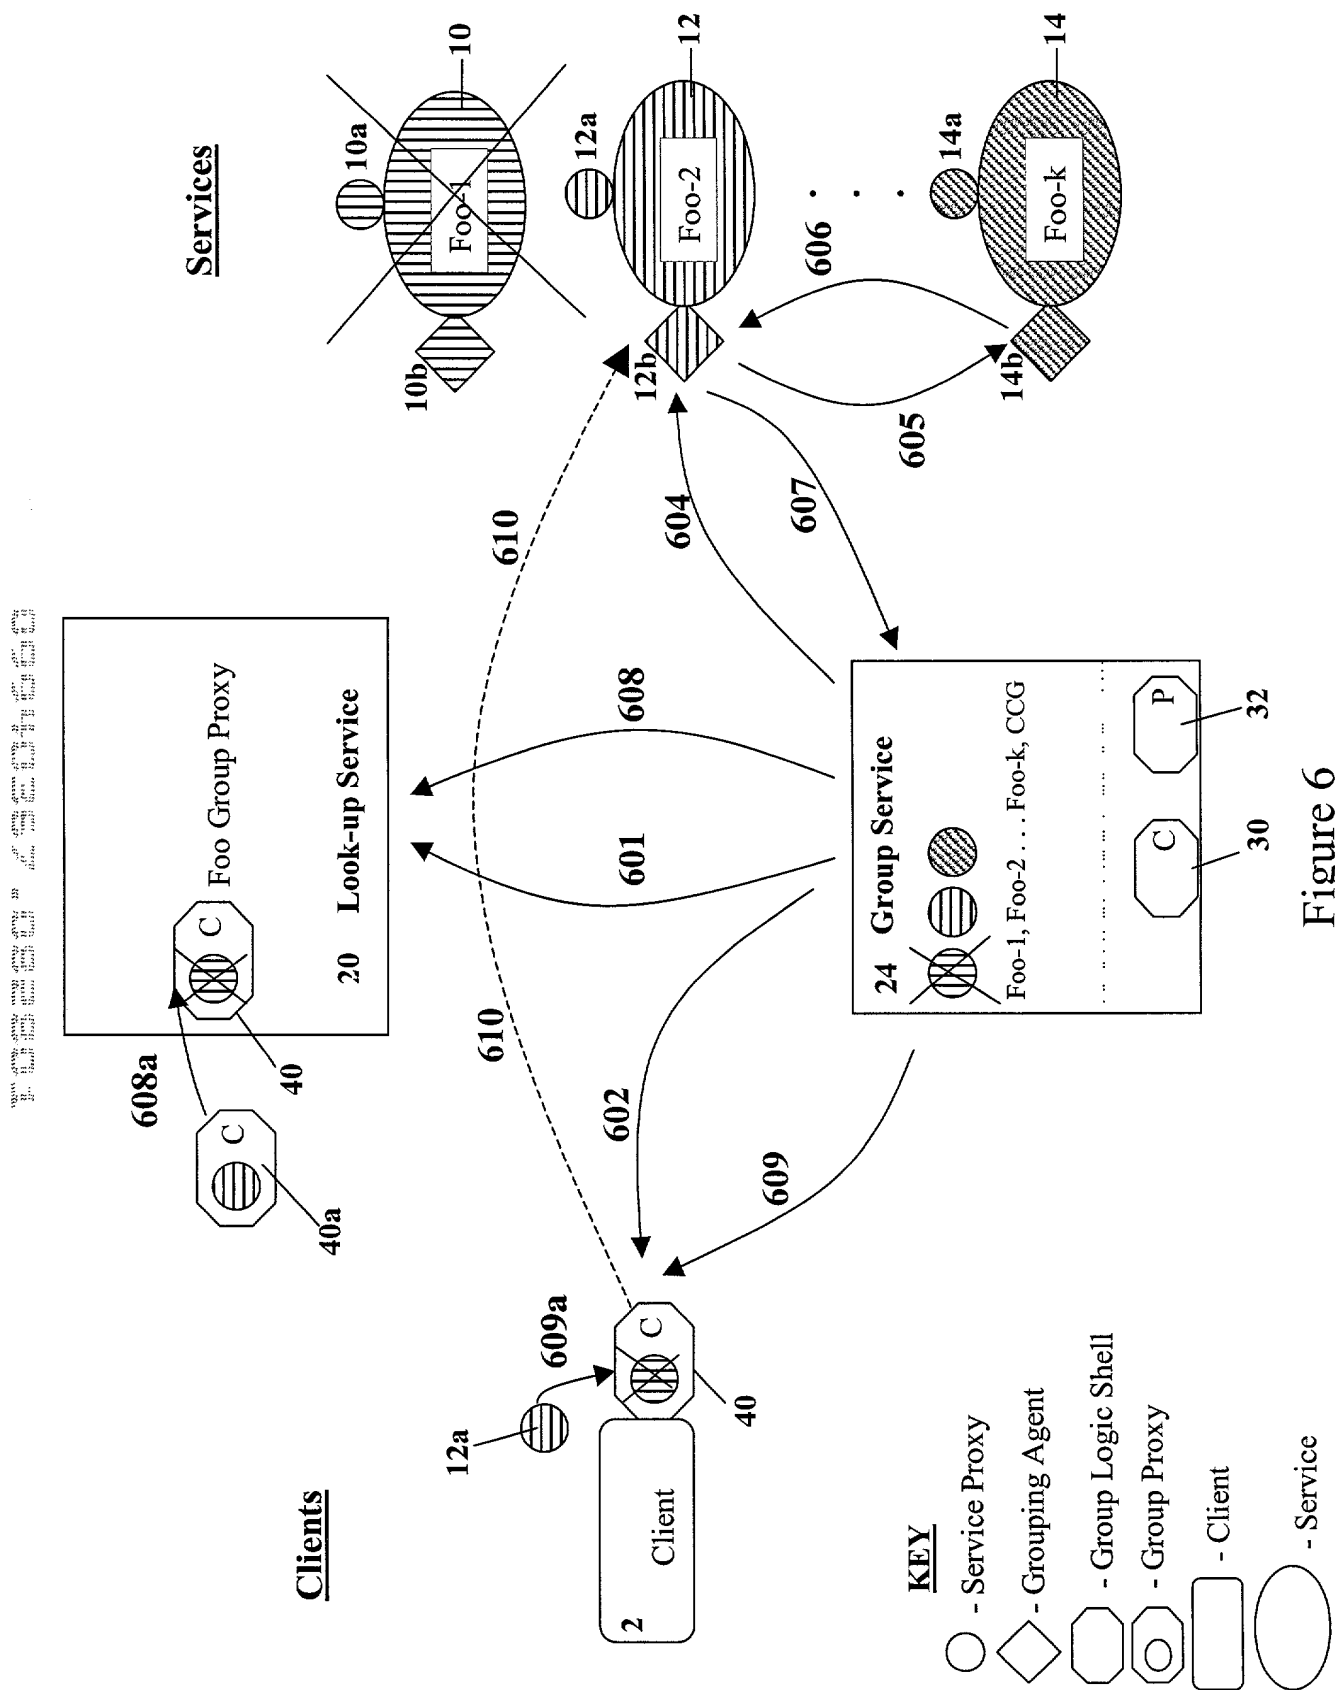 Clients
Services
608a
40a
C
40
C
Foo Group Proxy
20 Look-up Service
10a
10
Foo-1
10b
12a
12
Foo-2
12b
14a
14
Foo-k
14b
606
605
604
607
610
610
608
601
602
609
609a
12a
C
40
2
Client
24 Group Service
Foo-1, Foo-2 . . . Foo-k, CCG
C
P
30
32
KEY
- Service Proxy
- Grouping Agent
- Group Logic Shell
- Group Proxy
- Client
- Service
Figure 6